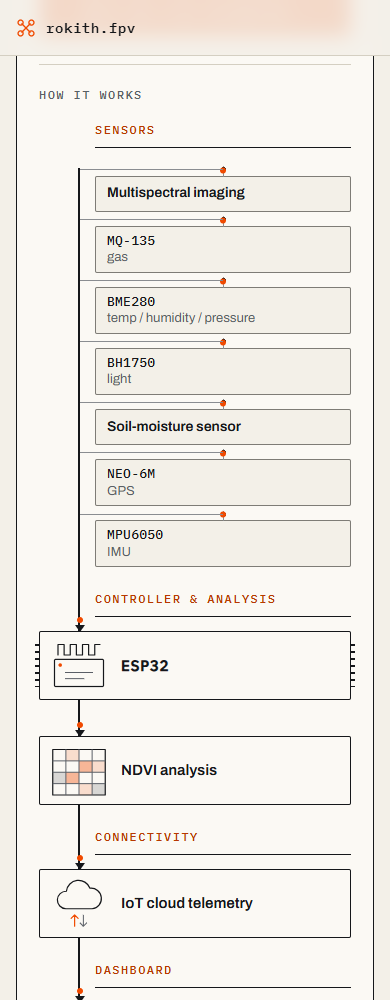 rokith.fpv
HOW IT WORKS
SENSORS
Multispectral imaging
MQ-135
gas
BME280
temp / humidity / pressure
BH1750
light
Soil-moisture sensor
NEO-6M
GPS
MPU6050
IMU
CONTROLLER & ANALYSIS
ESP32
NDVI analysis
CONNECTIVITY
IoT cloud telemetry
DASHBOARD